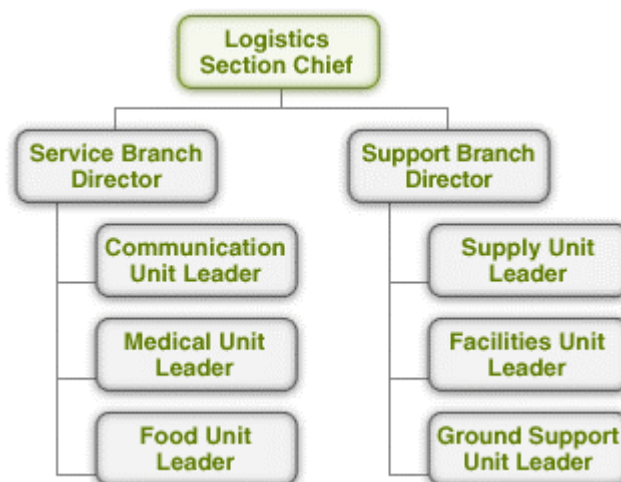 Logistics
Section Chief
Service Branch
Director
Support Branch
Director
Communication
Unit Leader
Supply Unit
Leader
Medical Unit
Leader
Facilities Unit
Leader
Food Unit
Leader
Ground Support
Unit Leader